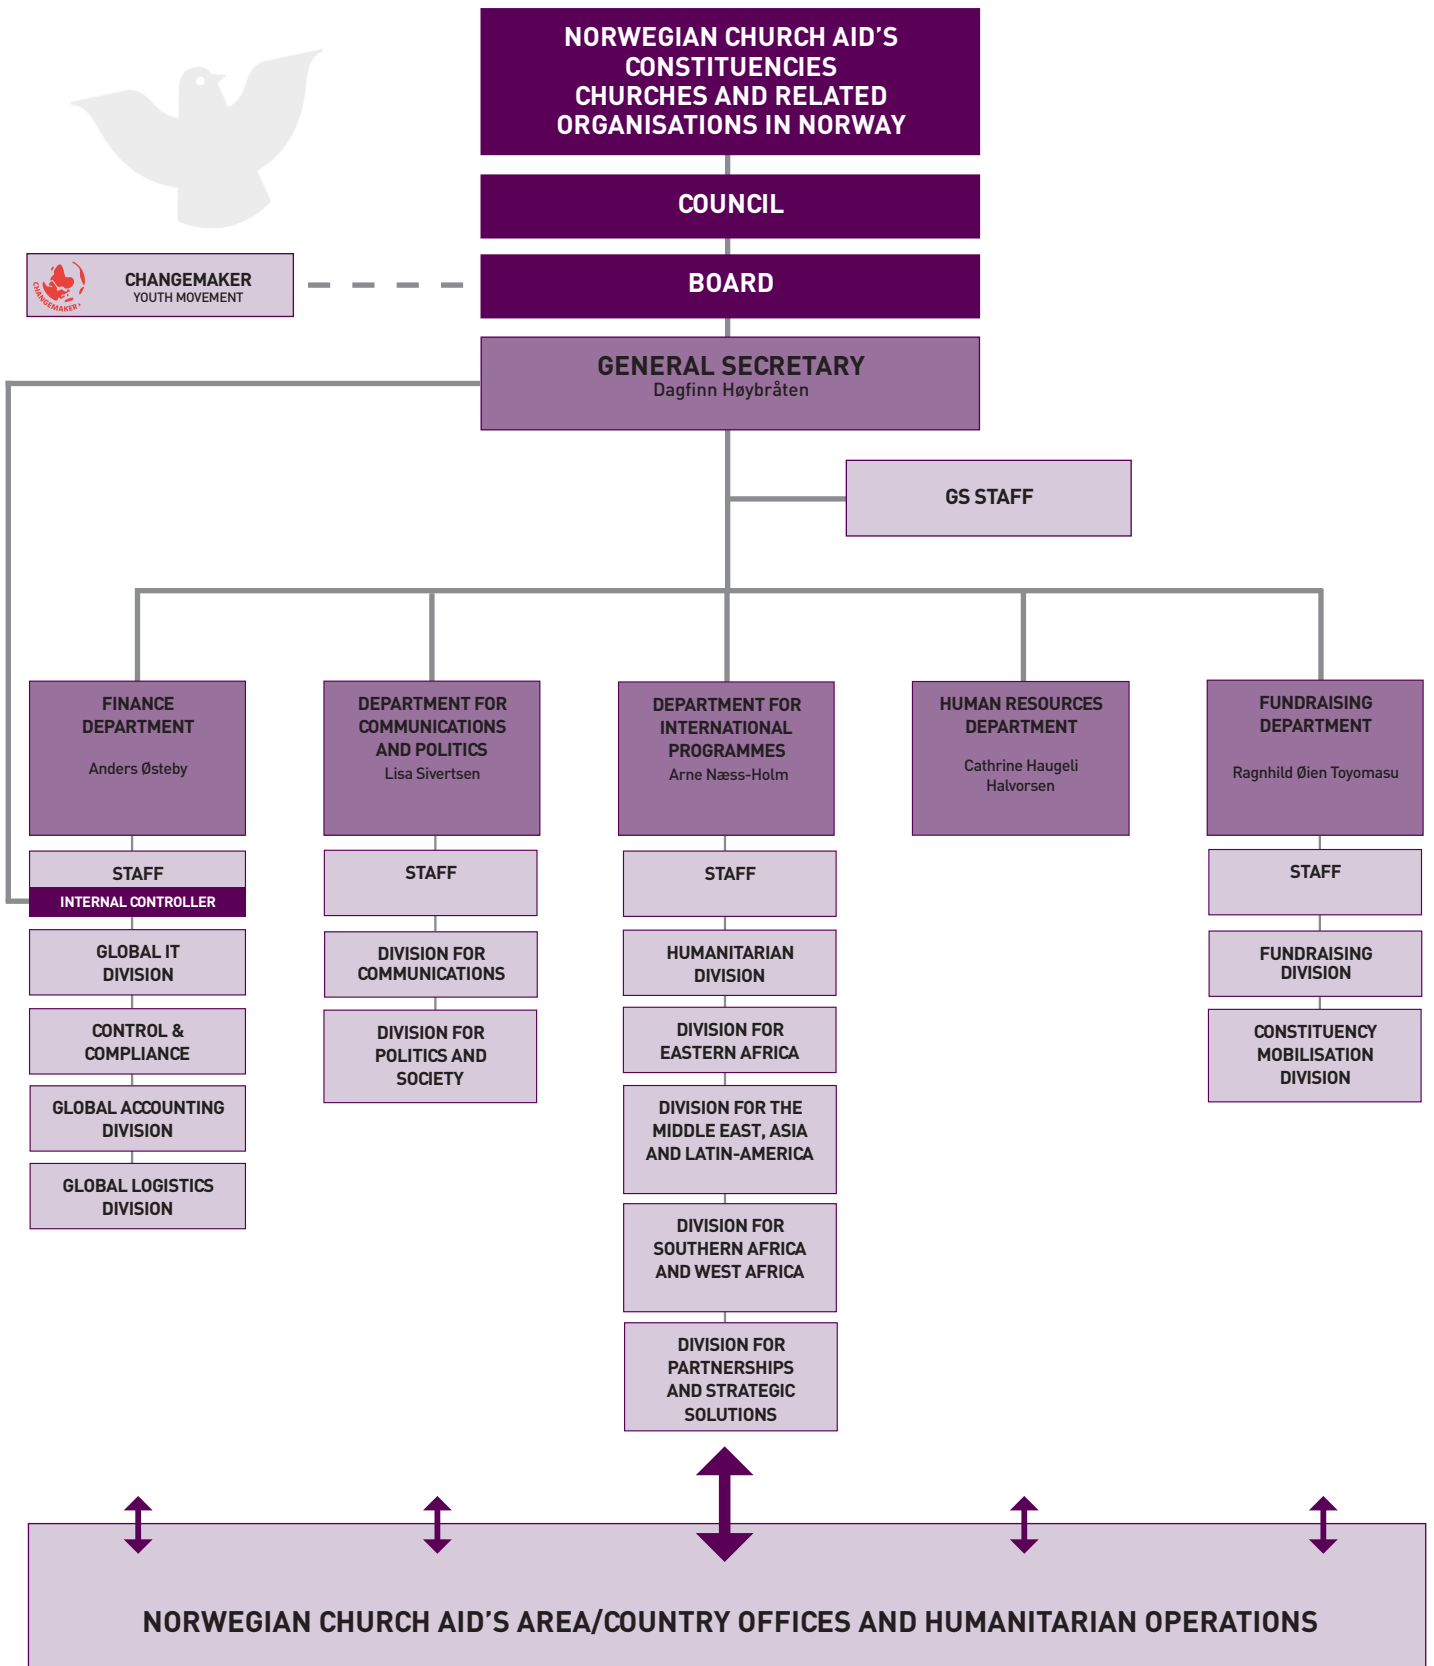 NORWEGIAN CHURCH AID’S
CONSTITUENCIES
CHURCHES AND RELATED
ORGANISATIONS IN NORWAY
COUNCIL
CHANGEMAKER
CHANGEMAKER
YOUTH MOVEMENT
BOARD
GENERAL SECRETARY
Dagfinn Høybråten
GS STAFF
FINANCE
DEPARTMENT
Anders Østeby
DEPARTMENT FOR
COMMUNICATIONS
AND POLITICS
Lisa Sivertsen
DEPARTMENT FOR
INTERNATIONAL
PROGRAMMES
Arne Næss-Holm
HUMAN RESOURCES
DEPARTMENT
Cathrine Haugeli
Halvorsen
FUNDRAISING
DEPARTMENT
Ragnhild Øien Toyomasu
STAFF
INTERNAL CONTROLLER
GLOBAL IT
DIVISION
CONTROL &
COMPLIANCE
GLOBAL ACCOUNTING
DIVISION
GLOBAL LOGISTICS
DIVISION
STAFF
DIVISION FOR
COMMUNICATIONS
DIVISION FOR
POLITICS AND
SOCIETY
STAFF
HUMANITARIAN
DIVISION
DIVISION FOR
EASTERN AFRICA
DIVISION FOR THE
MIDDLE EAST, ASIA
AND LATIN-AMERICA
DIVISION FOR
SOUTHERN AFRICA
AND WEST AFRICA
DIVISION FOR
PARTNERSHIPS
AND STRATEGIC
SOLUTIONS
STAFF
FUNDRAISING
DIVISION
CONSTITUENCY
MOBILISATION
DIVISION
NORWEGIAN CHURCH AID’S AREA/COUNTRY OFFICES AND HUMANITARIAN OPERATIONS